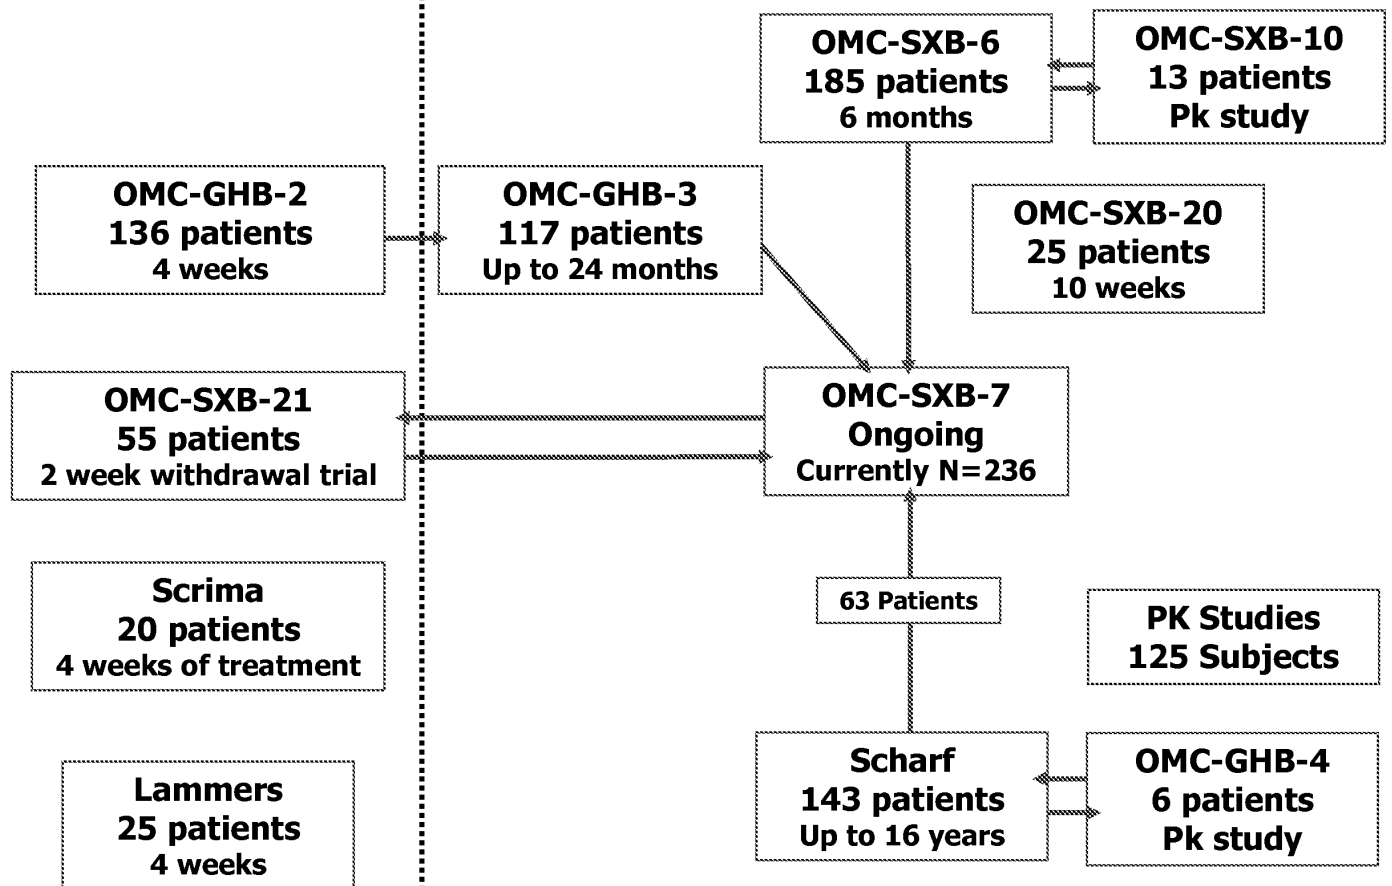 OMC-SXB-6
185 patients
6 months
OMC-SXB-10
13 patients
Pk study
OMC-GHB-2
136 patients
4 weeks
OMC-GHB-3
117 patients
Up to 24 months
OMC-SXB-20
25 patients
10 weeks
OMC-SXB-21
55 patients
2 week withdrawal trial
OMC-SXB-7
Ongoing
Currently N=236
Scrima
20 patients
4 weeks of treatment
63 Patients
PK Studies
125 Subjects
Lammers
25 patients
4 weeks
Scharf
143 patients
Up to 16 years
OMC-GHB-4
6 patients
Pk study